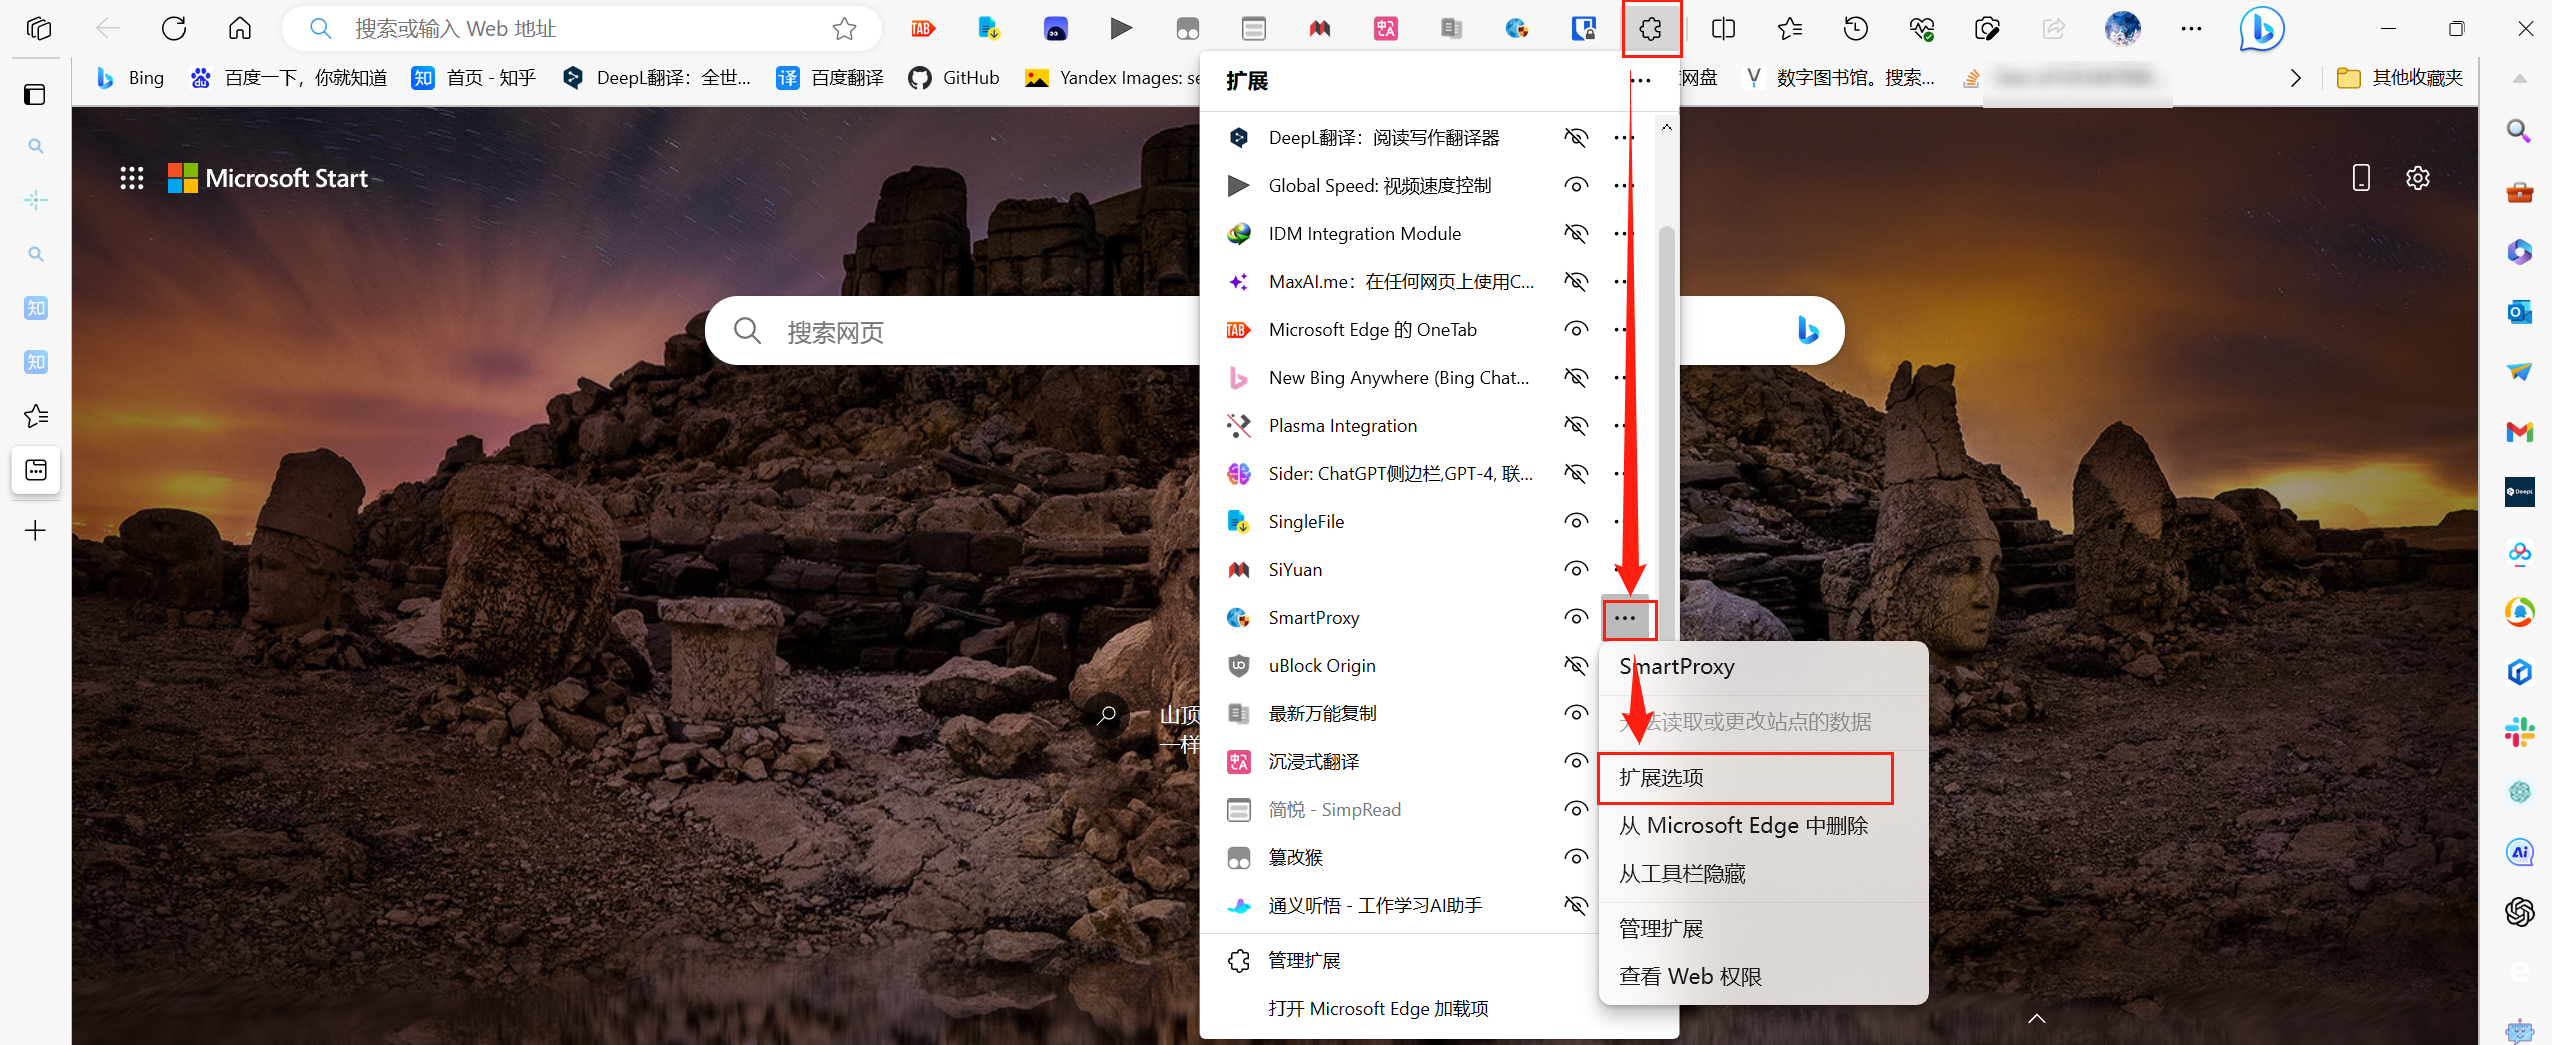 搜索或输入 Web 地址
TAB
中A
Bing
百度一下，你就知道
知
首页 - 知乎
DeepL翻译：全世...
译
百度翻译
GitHub
Yandex Images: se
网盘
数字图书馆。搜索...
其他收藏夹
Microsoft Start
搜索网页
知
知
山顶
一样
扩展
DeepL翻译：阅读写作翻译器
Global Speed: 视频速度控制
IDM Integration Module
MaxAI.me：在任何网页上使用C...
TAB
Microsoft Edge 的 OneTab
New Bing Anywhere (Bing Chat...
Plasma Integration
Sider: ChatGPT侧边栏,GPT-4, 联...
SingleFile
SiYuan
SmartProxy
uBlock Origin
最新万能复制
中A
沉浸式翻译
简悦 - SimpRead
篡改猴
通义听悟 - 工作学习AI助手
管理扩展
打开 Microsoft Edge 加载项
SmartProxy
法读取或更改站点的数据
扩展选项
从 Microsoft Edge 中删除
从工具栏隐藏
管理扩展
查看 Web 权限
DeepL
Ai